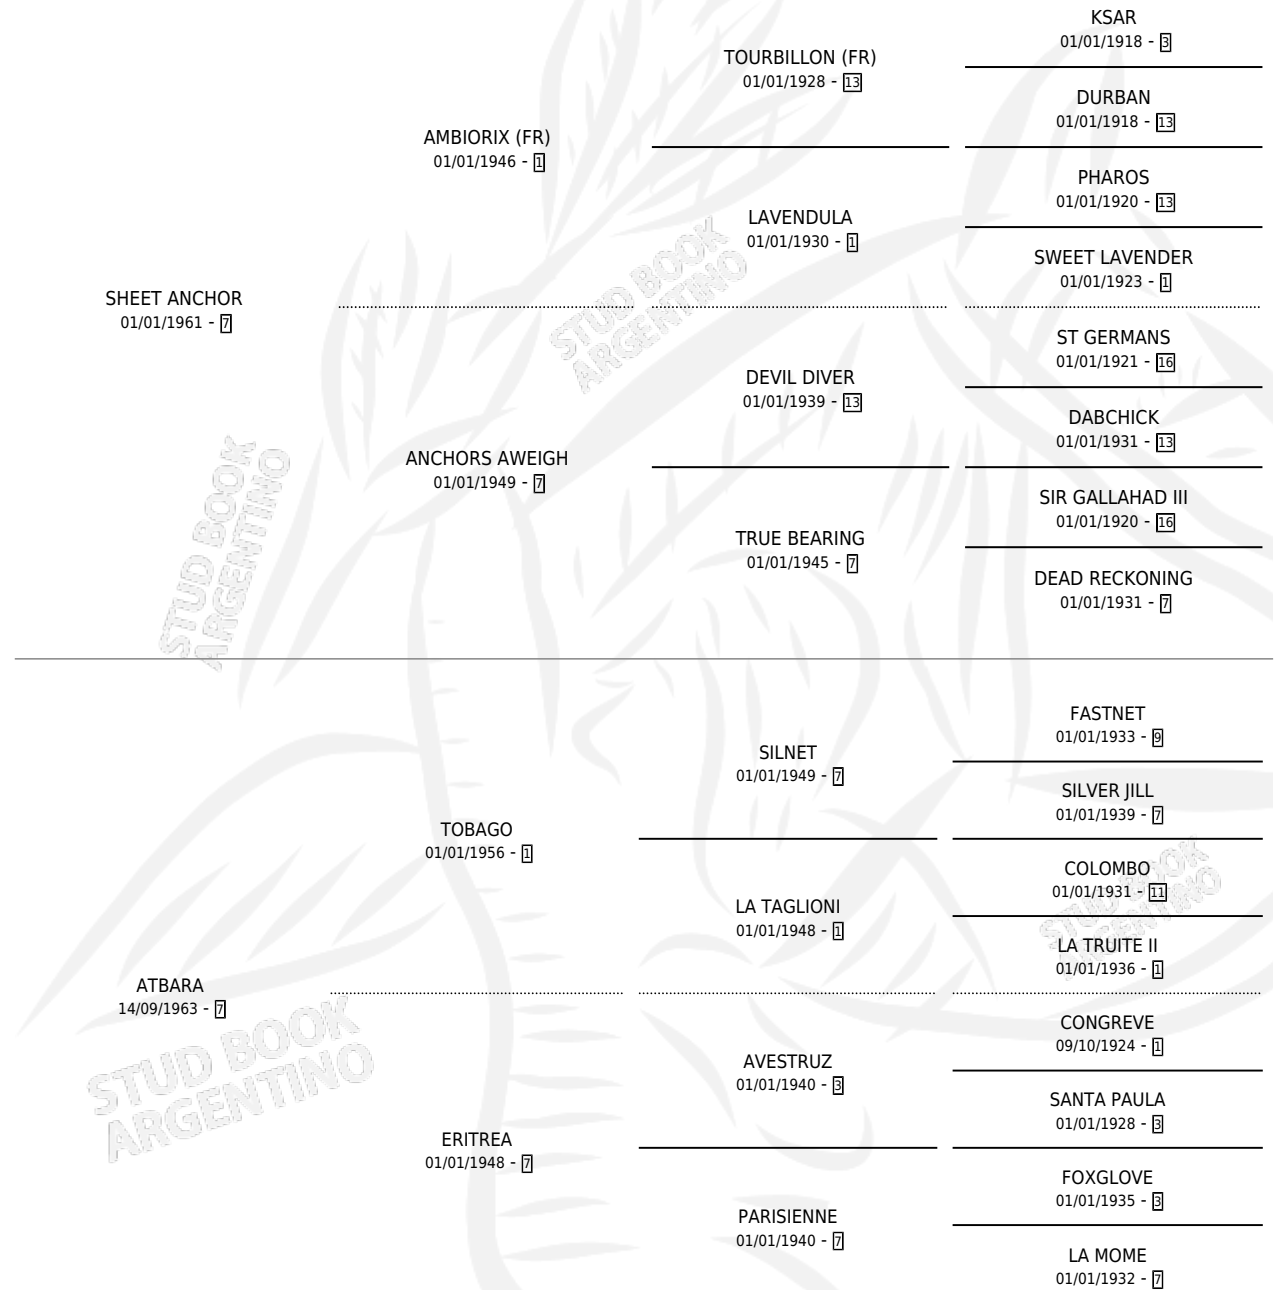 SHEET ANCHOR
01/01/1961 - 7
AMBIORIX (FR)
01/01/1946 - 1
ANCHORS AWEIGH
01/01/1949 - 7
TOURBILLON (FR)
01/01/1928 - 13
LAVENDULA
01/01/1930 - 1
DEVIL DIVER
01/01/1939 - 13
TRUE BEARING
01/01/1945 - 7
KSAR
01/01/1918 - 3
DURBAN
01/01/1918 - 13
PHAROS
01/01/1920 - 13
SWEET LAVENDER
01/01/1923 - 1
ST GERMANS
01/01/1921 - 16
DABCHICK
01/01/1931 - 13
SIR GALLAHAD III
01/01/1920 - 16
DEAD RECKONING
01/01/1931 - 7
ATBARA
14/09/1963 - 7
TOBAGO
01/01/1956 - 1
ERITREA
01/01/1948 - 7
SILNET
01/01/1949 - 7
LA TAGLIONI
01/01/1948 - 1
AVESTRUZ
01/01/1940 - 3
PARISIENNE
01/01/1940 - 7
FASTNET
01/01/1933 - 9
SILVER JILL
01/01/1939 - 7
COLOMBO
01/01/1931 - 11
LA TRUITE II
01/01/1936 - 1
CONGREVE
09/10/1924 - 1
SANTA PAULA
01/01/1928 - 3
FOXGLOVE
01/01/1935 - 3
LA MOME
01/01/1932 - 7
STUD BOOK
ARGENTINO
STUD BOOK
ARGENTINO
STUD BOOK
ARGENTINO
STUD BOOK
ARGENTINO